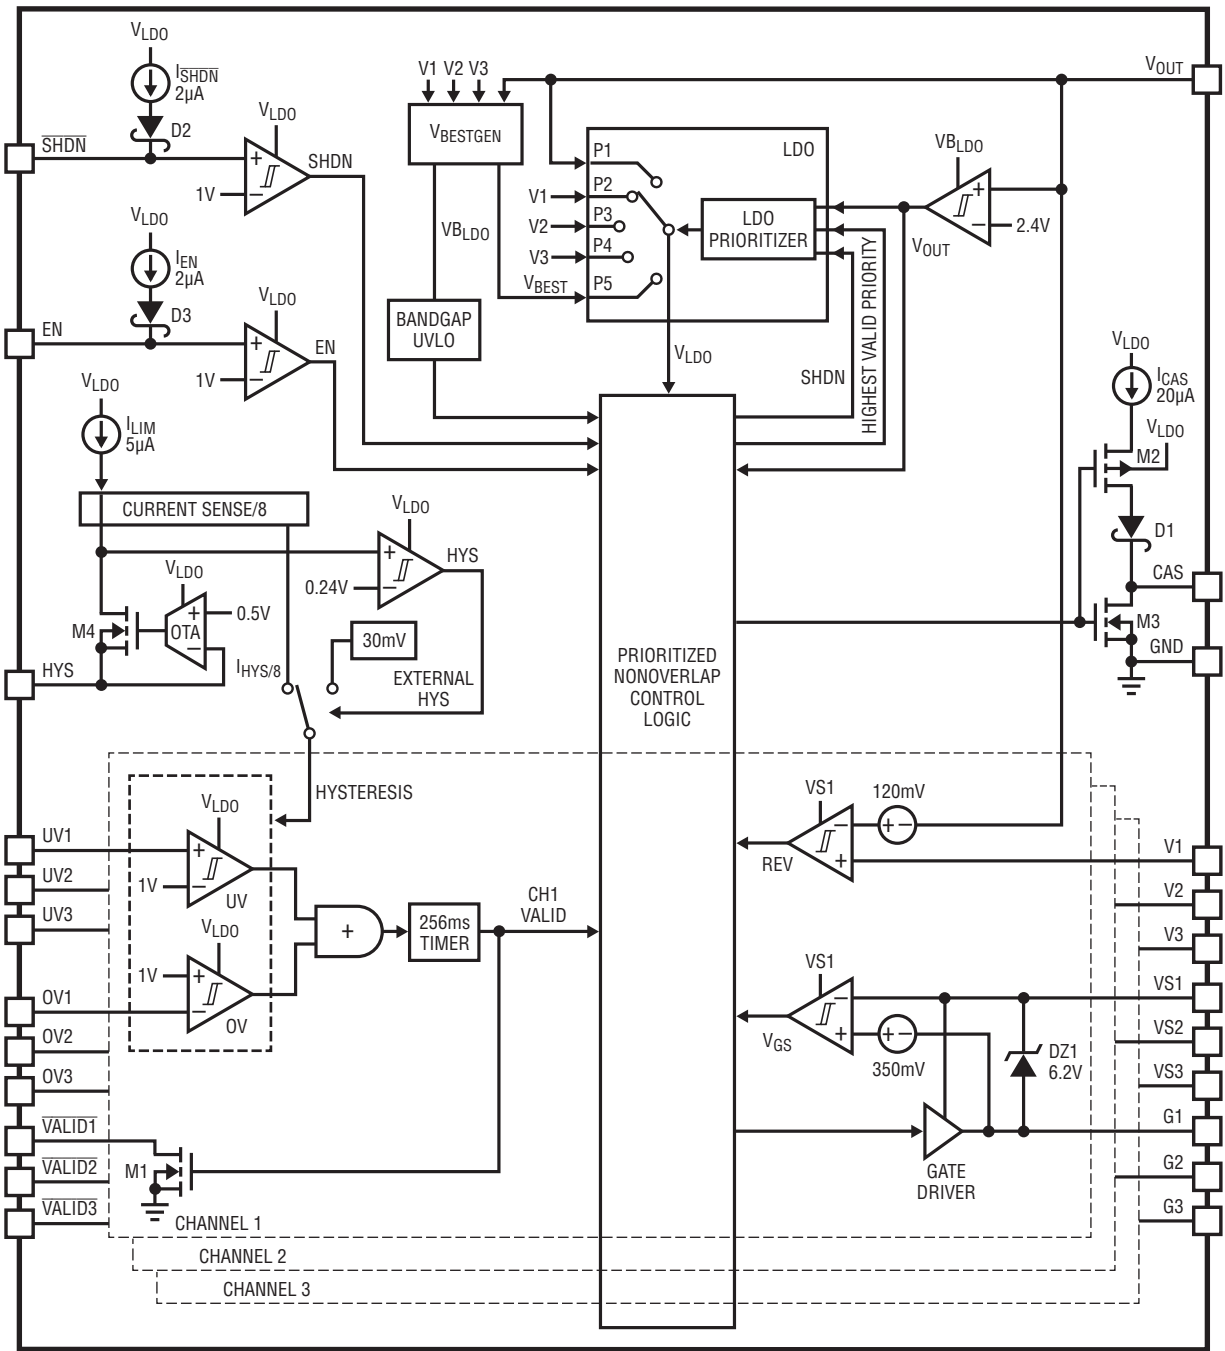 VLDO
ISHDN
2µA
D2
SHDN
VLDO
+
1V
−
SHDN
VLDO
IEN
2µA
D3
EN
VLDO
+
1V
−
EN
VLDO
ILIM
5µA
CURRENT SENSE/8
VLDO
+
0.24V
−
HYS
VLDO
+
0.5V
OTA
−
M4
HYS
IHYS/8
30mV
EXTERNAL
HYS
HYSTERESIS
V1 V2 V3
VBESTGEN
VBLDO
BANDGAP
UVLO
P1
LDO
V1
P2
V2
P3
V3
P4
VBEST
P5
LDO
PRIORITIZER
VLDO
SHDN
HIGHEST VALID PRIORITY
VOUT
VBLDO
+
−
2.4V
VOUT
VLDO
ICAS
20µA
VLDO
M2
D1
CAS
M3
GND
PRIORITIZED
NONOVERLAP
CONTROL
LOGIC
UV1
UV2
UV3
OV1
OV2
OV3
VALID1
VALID2
VALID3
VLDO
+
1V
−
UV
VLDO
1V
+
−
OV
+
256ms
TIMER
CH1
VALID
M1
CHANNEL 1
CHANNEL 2
CHANNEL 3
VS1
120mV
−
+ −
+
REV
V1
V2
V3
VS1
−
+
+ −
350mV
VGS
DZ1
6.2V
GATE
DRIVER
VS1
VS2
VS3
G1
G2
G3